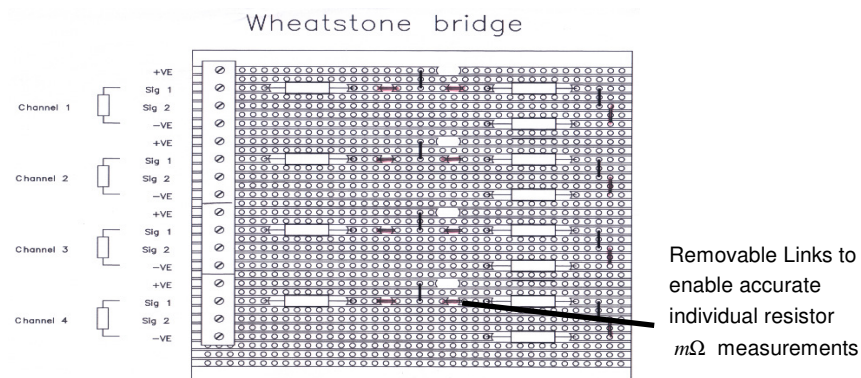 Wheatstone bridge
+VE
Channel 1
Sig 1
Sig 2
-VE
+VE
Channel 2
Sig 1
Sig 2
-VE
+VE
Channel 3
Sig 1
Sig 2
-VE
+VE
Channel 4
Sig 1
Sig 2
-VE
Removable Links to
enable accurate
individual resistor
mΩ measurements